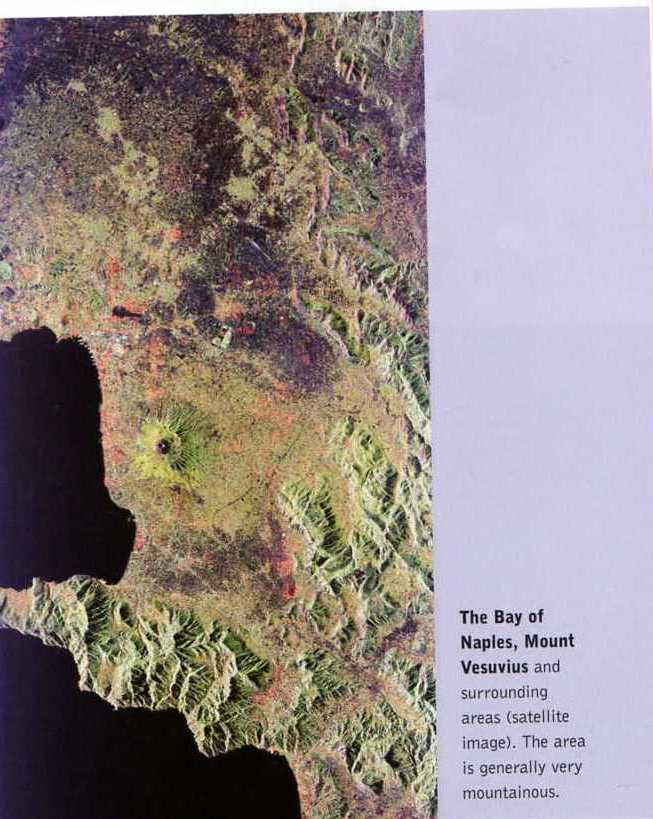 The Bay of
Naples, Mount
Vesuvius and
surrounding
areas (satellite
image). The area
is generally very
mountainous.